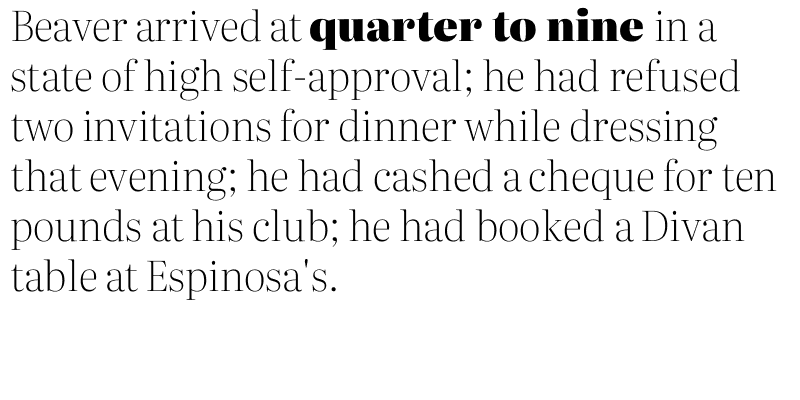 Beaver arrived at quarter to nine in a
state of high self-approval; he had refused
two invitations for dinner while dressing
that evening; he had cashed a cheque for ten
pounds at his club; he had booked a Divan
table at Espinosa's.